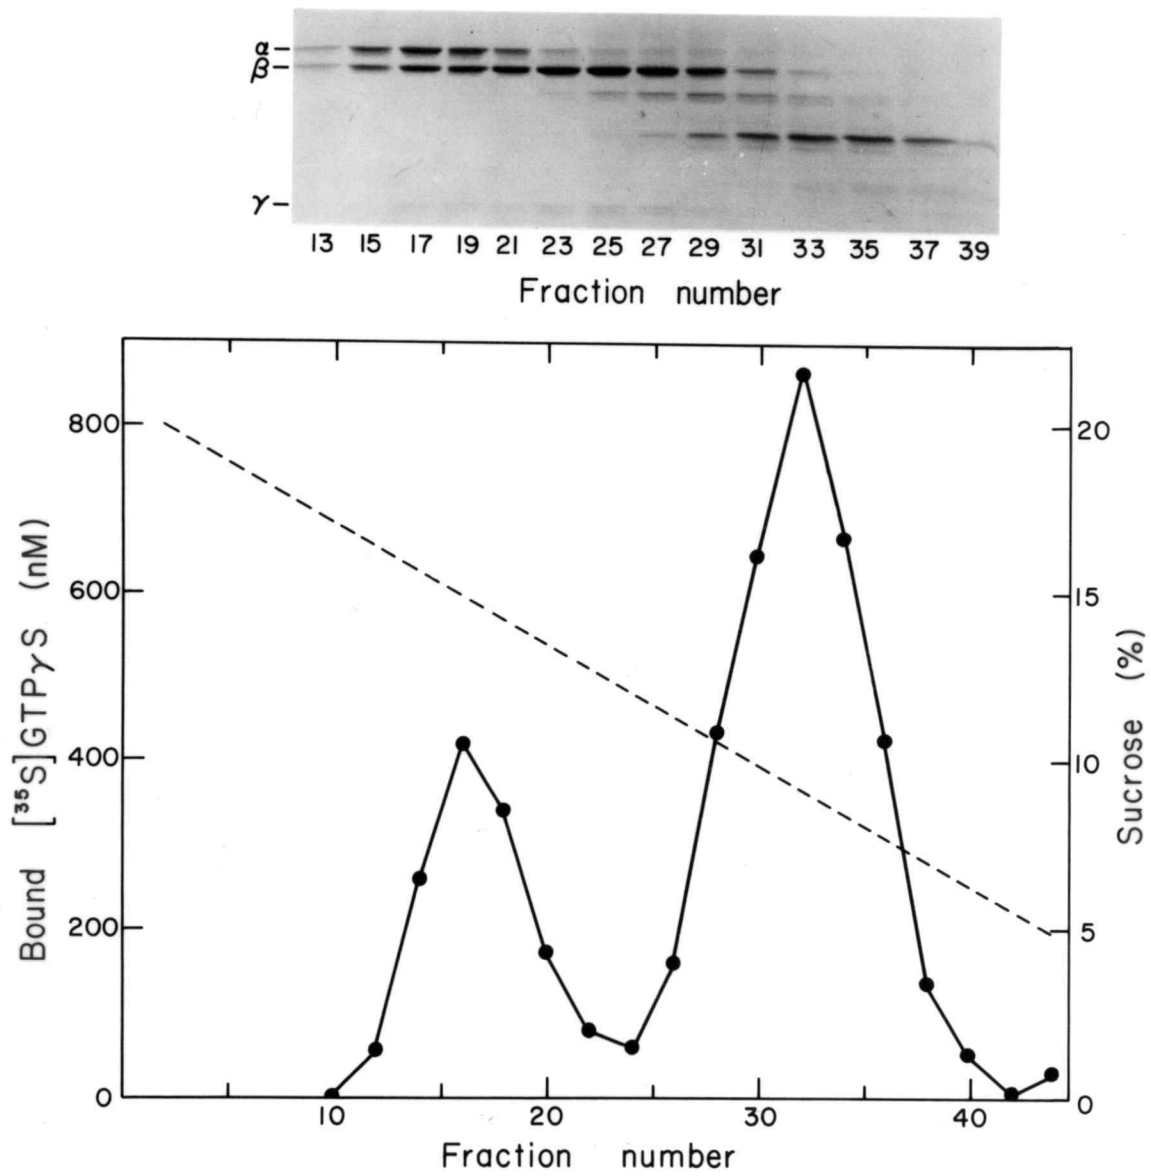 α
β
γ
13 15 17 19 21 23 25 27 29 31 33 35 37 39
Fraction number
800
600
400
200
0
Bound [³⁵S]GTPγS (nM)
20
15
10
5
0
Sucrose (%)
10 20 30 40
Fraction number